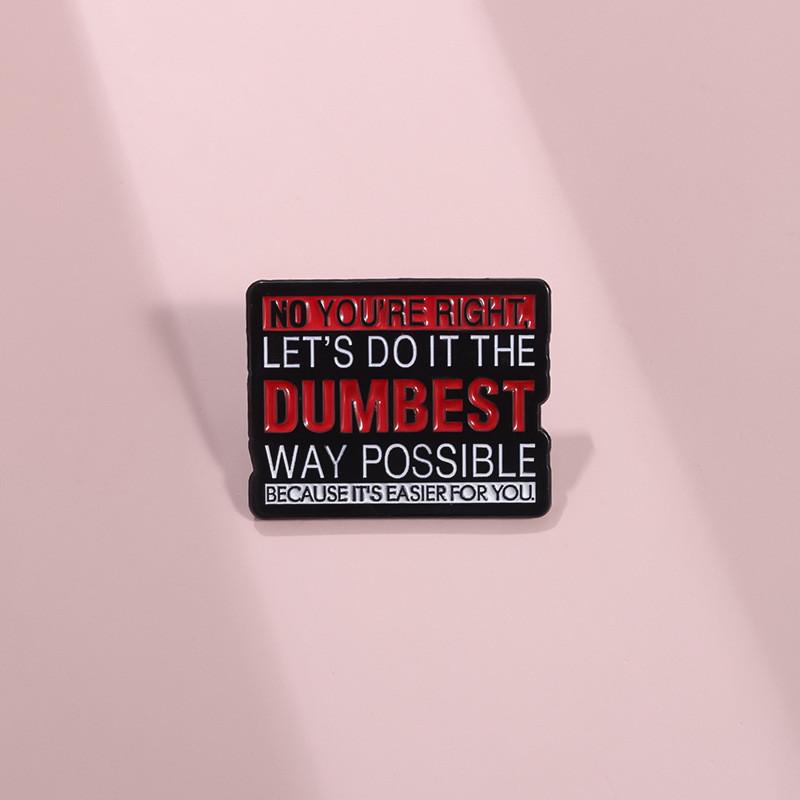 NO YOU'RE RIGHT,
LET'S DO IT THE
DUMBEST
WAY POSSIBLE
BECAUSE IT'S EASIER FOR YOU.